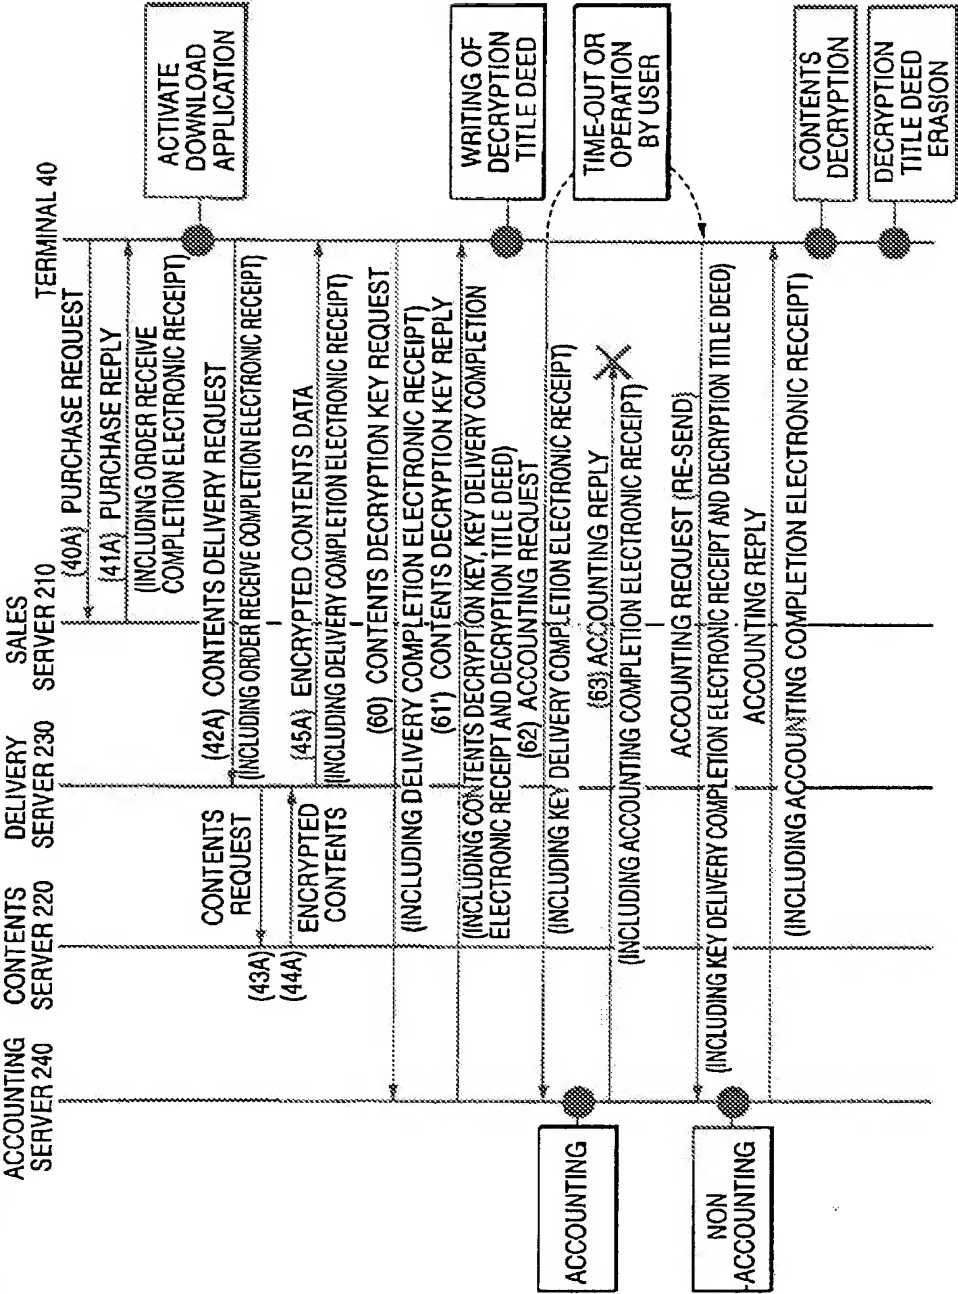 ACCOUNTING
SERVER 240
CONTENTS
SERVER 220
DELIVERY
SERVER 230
SALES
SERVER 210
TERMINAL 40
(40A) PURCHASE REQUEST
(41A) PURCHASE REPLY
(INCLUDING ORDER RECEIVE
COMPLETION ELECTRONIC RECEIPT)
ACTIVATE
DOWNLOAD
APPLICATION
(42A) CONTENTS DELIVERY REQUEST
(INCLUDING ORDER RECEIVE COMPLETION ELECTRONIC RECEIPT)
CONTENTS
REQUEST
(43A)
(44A)
ENCRYPTED
CONTENTS
(45A) ENCRYPTED CONTENTS DATA
(INCLUDING DELIVERY COMPLETION ELECTRONIC RECEIPT)
(60) CONTENTS DECRYPTION KEY REQUEST
(INCLUDING DELIVERY COMPLETION ELECTRONIC RECEIPT)
(61') CONTENTS DECRYPTION KEY REPLY
(INCLUDING CONTENTS DECRYPTION KEY, KEY DELIVERY COMPLETION
ELECTRONIC RECEIPT AND DECRYPTION TITLE DEED)
WRITING OF
DECRYPTION
TITLE DEED
(62) ACCOUNTING REQUEST
(INCLUDING KEY DELIVERY COMPLETION ELECTRONIC RECEIPT)
ACCOUNTING
TIME-OUT OR
OPERATION
BY USER
(63) ACCOUNTING REPLY
(INCLUDING ACCOUNTING COMPLETION ELECTRONIC RECEIPT)
ACCOUNTING REQUEST (RE-SEND)
(INCLUDING KEY DELIVERY COMPLETION ELECTRONIC RECEIPT AND DECRYPTION TITLE DEED)
NON
-ACCOUNTING
ACCOUNTING REPLY
(INCLUDING ACCOUNTING COMPLETION ELECTRONIC RECEIPT)
CONTENTS
DECRYPTION
DECRYPTION
TITLE DEED
ERASION